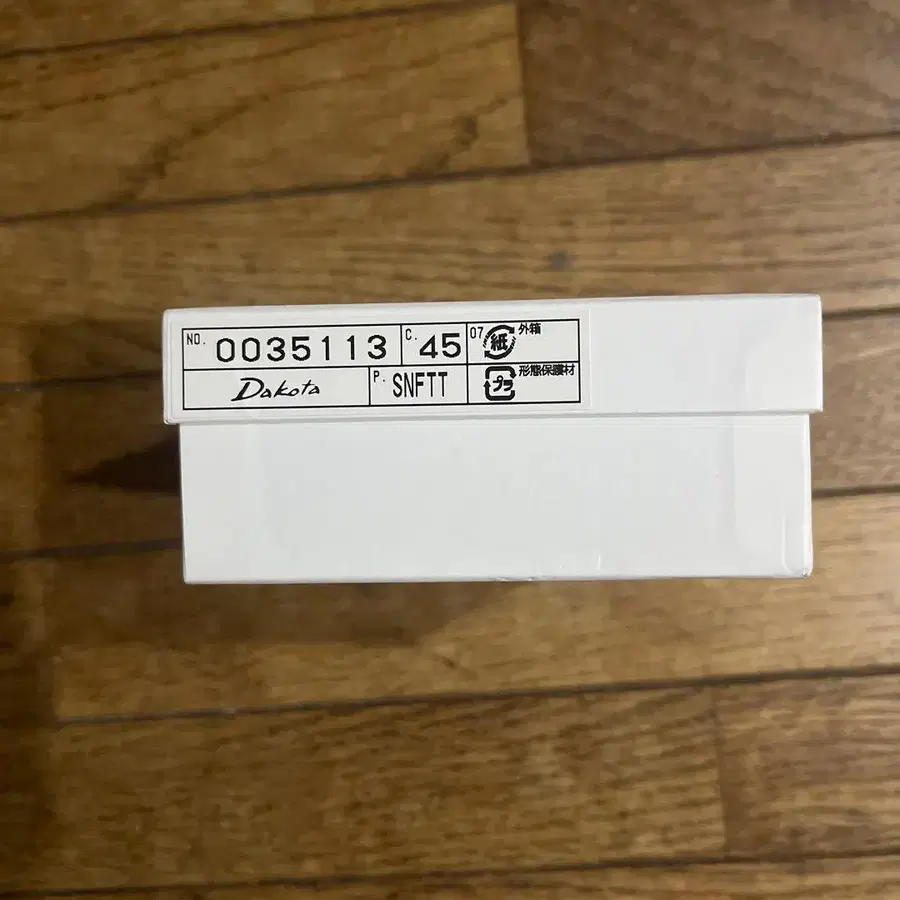 NO. 0035113 C. 45 07 紙 外箱
Dakota P. SNFTT プラ 形態保護材